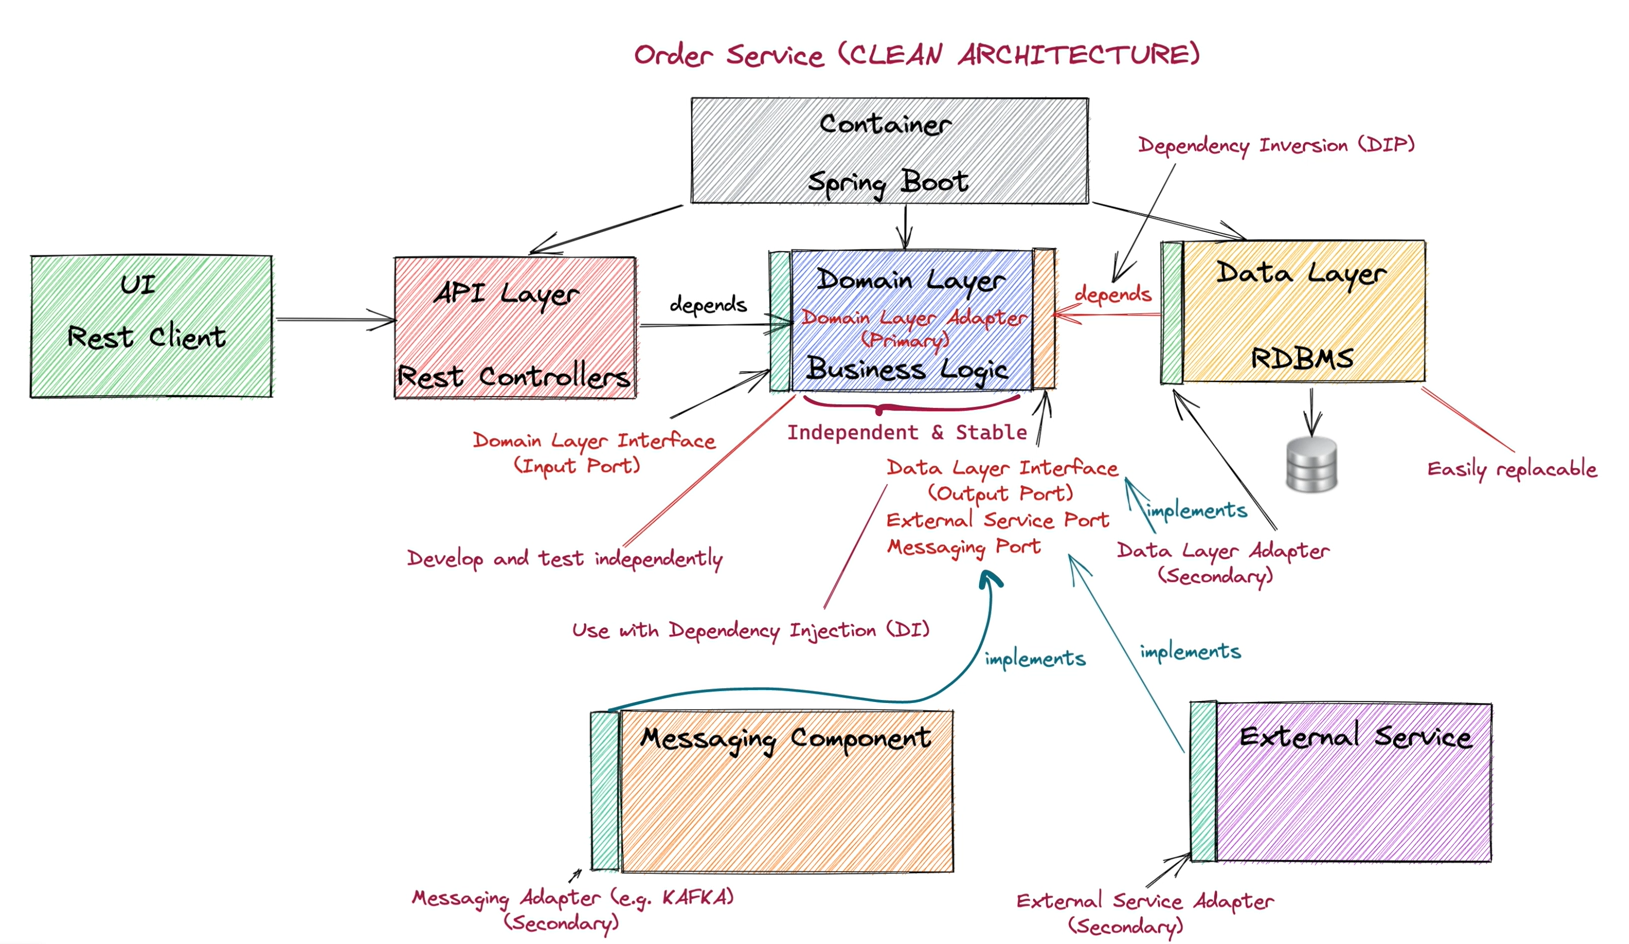 Order Service (CLEAN ARCHITECTURE)
Container
Spring Boot
Dependency Inversion (DIP)
UI
Rest Client
API Layer
Rest Controllers
depends
Domain Layer
Domain Layer Adapter
(Primary)
Business Logic
depends
Data Layer
RDBMS
Independent & Stable
Domain Layer Interface
(Input Port)
Data Layer Interface
(Output Port)
External Service Port
Messaging Port
Easily replacable
implements
Develop and test independently
Data Layer Adapter
(Secondary)
Use with Dependency Injection (DI)
implements
implements
Messaging Component
External Service
Messaging Adapter (e.g. KAFKA)
(Secondary)
External Service Adapter
(Secondary)